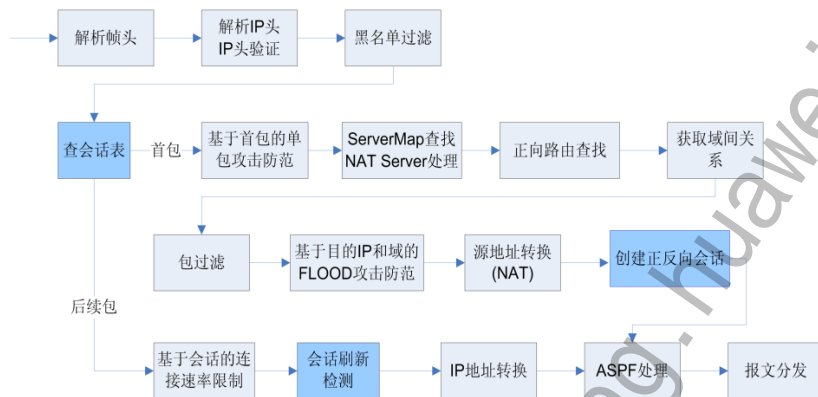 解析帧头
解析IP头
IP头验证
黑名单过滤
查会话表
首包
基于首包的单
包攻击防范
ServerMap查找
NAT Server处理
正向路由查找
获取域间关
系
包过滤
基于目的IP和域的
FLOOD攻击防范
源地址转换
(NAT)
创建正反向会话
后续包
基于会话的连
接速率限制
会话刷新
检测
IP地址转换
ASPF处理
报文分发
ng.huawei.